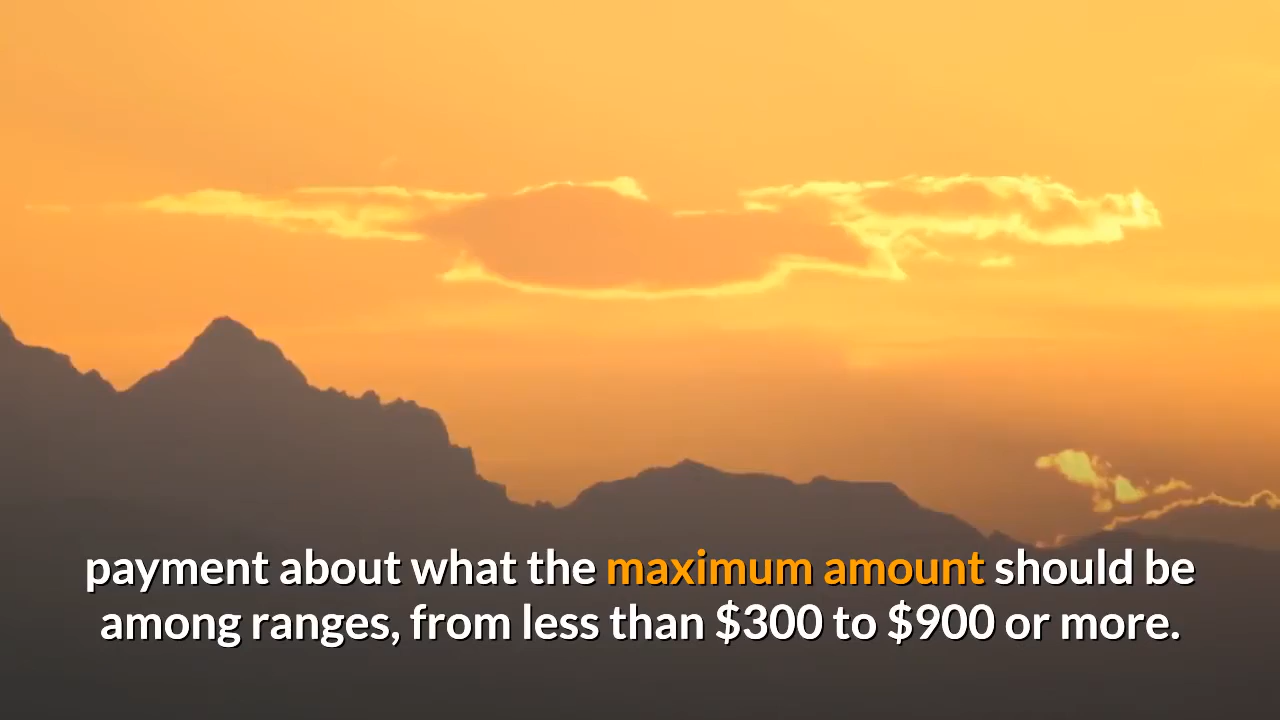 payment about what the maximum amount should be
among ranges, from less than $300 to $900 or more.